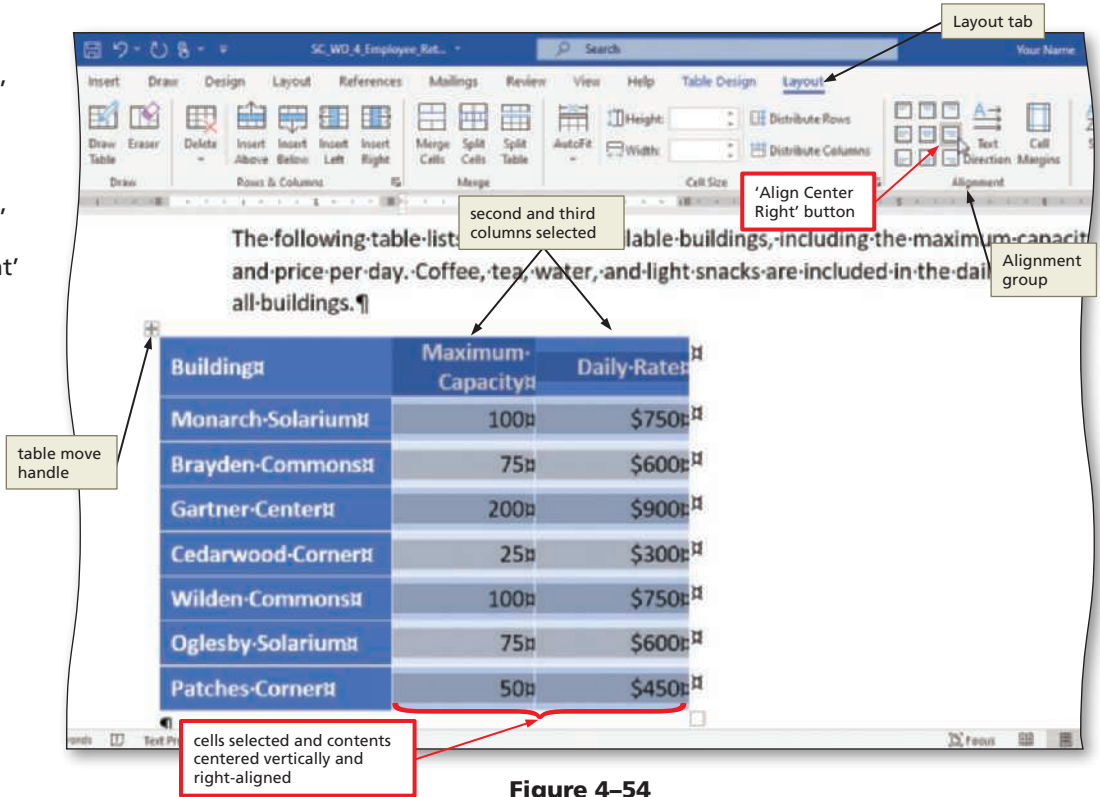 Layout tab
SC_WD_4_Employee_Ret...
Search
Your Name
Insert Draw Design Layout References Mailings Review View Help Table Design Layout
Height:
Distribute Rows
Draw Table
Eraser
Delete
Insert Above
Insert Below
Insert Left
Insert Right
Merge Cells
Split Cells
Split Table
AutoFit
Width:
Distribute Columns
Text Direction
Cell Margins
Draw
Rows & Columns
Merge
Cell Size
Alignment
'Align Center
Right' button
second and third
columns selected
Alignment
group
The·following·table·lists lable·buildings,·including·the·maximum·capacit
and·price·per·day.·Coffee,·tea,·water,·and·light·snacks·are·included·in·the·dail
all·buildings.¶
Building¤ Maximum·Capacity¤ Daily·Rate¤ ¤
Monarch·Solarium¤ 100¤ $750¤ ¤
Brayden·Commons¤ 75¤ $600¤ ¤
Gartner·Center¤ 200¤ $900¤ ¤
Cedarwood·Corner¤ 25¤ $300¤ ¤
Wilden·Commons¤ 100¤ $750¤ ¤
Oglesby·Solarium¤ 75¤ $600¤ ¤
Patches·Corner¤ 50¤ $450¤ ¤
¶
table move
handle
cells selected and contents
centered vertically and
right-aligned
Focus
Figure 4–54